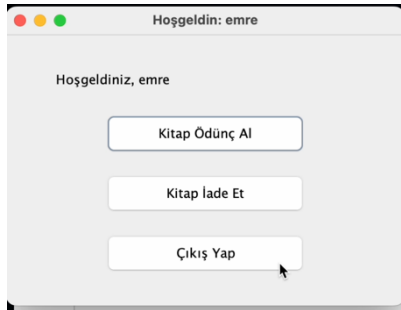 Hoşgeldin: emre
Hoşgeldiniz, emre
Kitap Ödünç Al
Kitap İade Et
Çıkış Yap